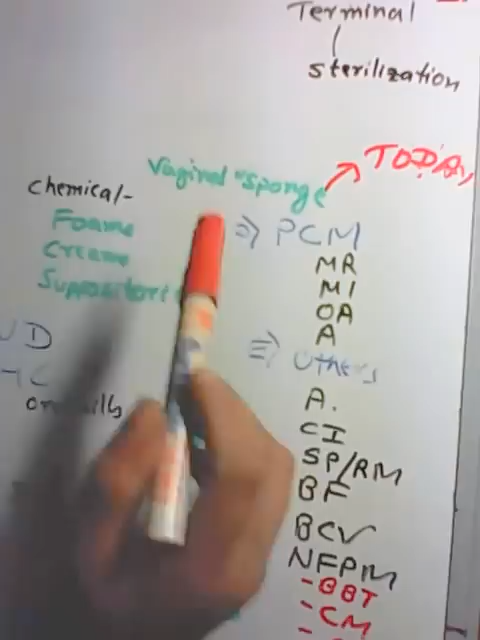 Terminal
sterilization
Vaginal "Sponge
TODAY
Chemical-
Foams
Creams
⇒ PCM
MR
MI
OA
A
⇒ Others
A.
CI
SP/RM
BF
BCV
NFPM
-BBT
-CM